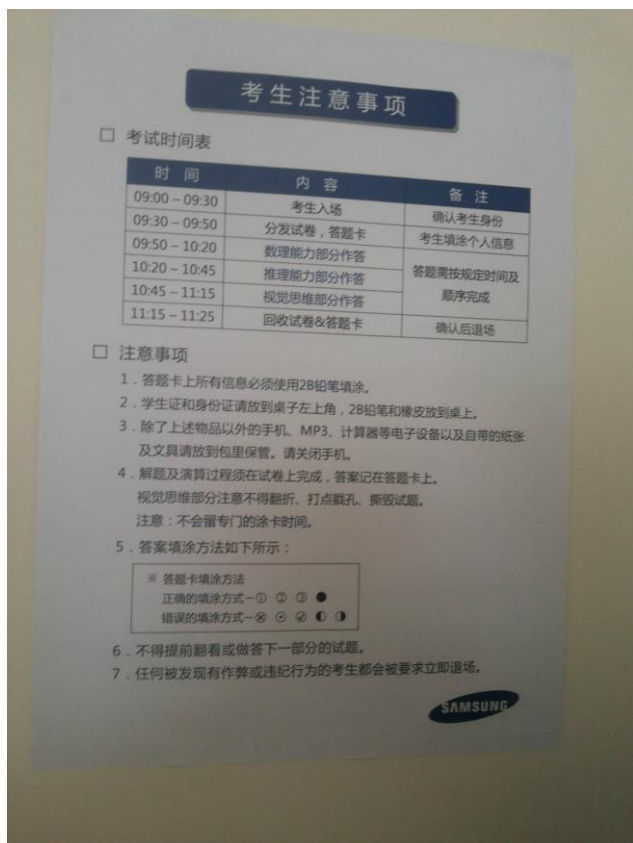 考生注意事项
□ 考试时间表
时 间 内 容 备 注
09:00 – 09:30 考生入场 确认考生身份
09:30 – 09:50 分发试卷，答题卡 考生填涂个人信息
09:50 – 10:20 数理能力部分作答
10:20 – 10:45 推理能力部分作答 答题需按规定时间及
10:45 – 11:15 视觉思维部分作答 顺序完成
11:15 – 11:25 回收试卷&答题卡 确认后退场
□ 注意事项
1．答题卡上所有信息必须使用2B铅笔填涂。
2．学生证和身份证请放到桌子左上角，2B铅笔和橡皮放到桌上。
3．除了上述物品以外的手机、MP3、计算器等电子设备以及自带的纸张
及文具请放到包里保管。请关闭手机。
4．解题及演算过程须在试卷上完成，答案记在答题卡上。
视觉思维部分注意不得翻折、打点戳孔、撕毁试题。
注意：不会留专门的涂卡时间。
5．答案填涂方法如下所示：
※ 答题卡填涂方法
正确的填涂方式－① ② ③ ●
错误的填涂方式－⊗ ⊙ ✓ ◐ ◑
6．不得提前翻看或做答下一部分的试题。
7．任何被发现有作弊或违纪行为的考生都会被要求立即退场。
SAMSUNG